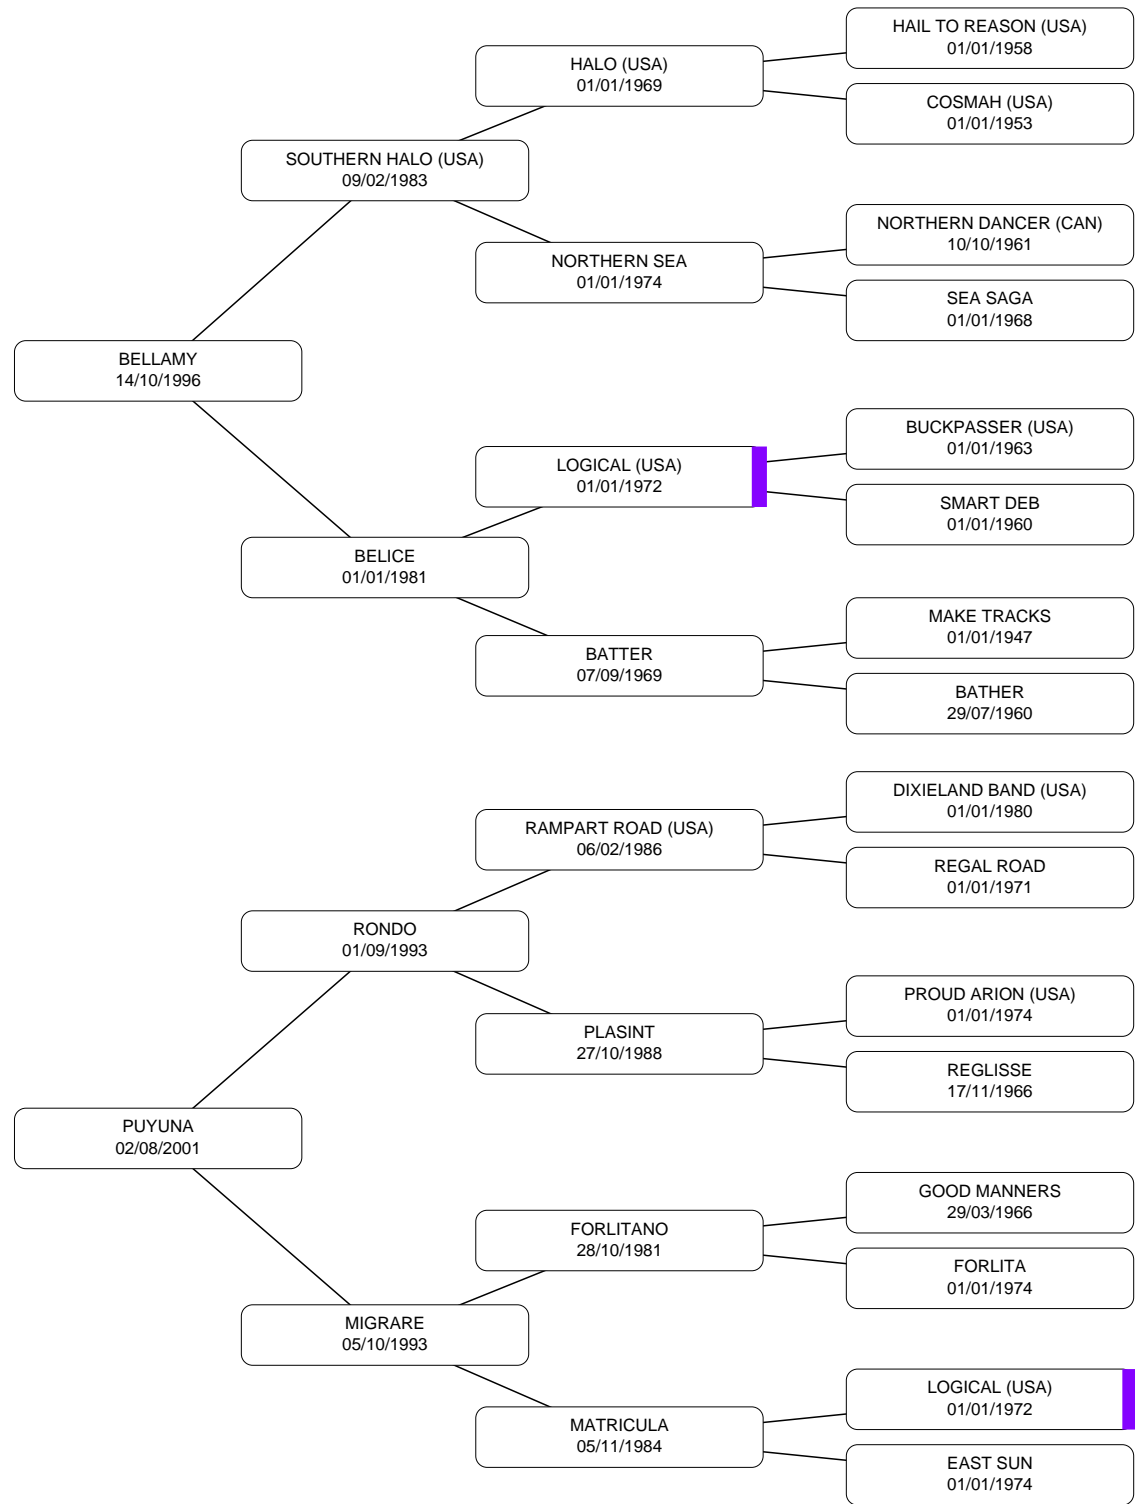 HAIL TO REASON (USA)
01/01/1958
HALO (USA)
01/01/1969
COSMAH (USA)
01/01/1953
SOUTHERN HALO (USA)
09/02/1983
NORTHERN DANCER (CAN)
10/10/1961
NORTHERN SEA
01/01/1974
SEA SAGA
01/01/1968
BELLAMY
14/10/1996
BUCKPASSER (USA)
01/01/1963
LOGICAL (USA)
01/01/1972
SMART DEB
01/01/1960
BELICE
01/01/1981
MAKE TRACKS
01/01/1947
BATTER
07/09/1969
BATHER
29/07/1960
DIXIELAND BAND (USA)
01/01/1980
RAMPART ROAD (USA)
06/02/1986
REGAL ROAD
01/01/1971
RONDO
01/09/1993
PROUD ARION (USA)
01/01/1974
PLASINT
27/10/1988
REGLISSE
17/11/1966
PUYUNA
02/08/2001
GOOD MANNERS
29/03/1966
FORLITANO
28/10/1981
FORLITA
01/01/1974
MIGRARE
05/10/1993
LOGICAL (USA)
01/01/1972
MATRICULA
05/11/1984
EAST SUN
01/01/1974